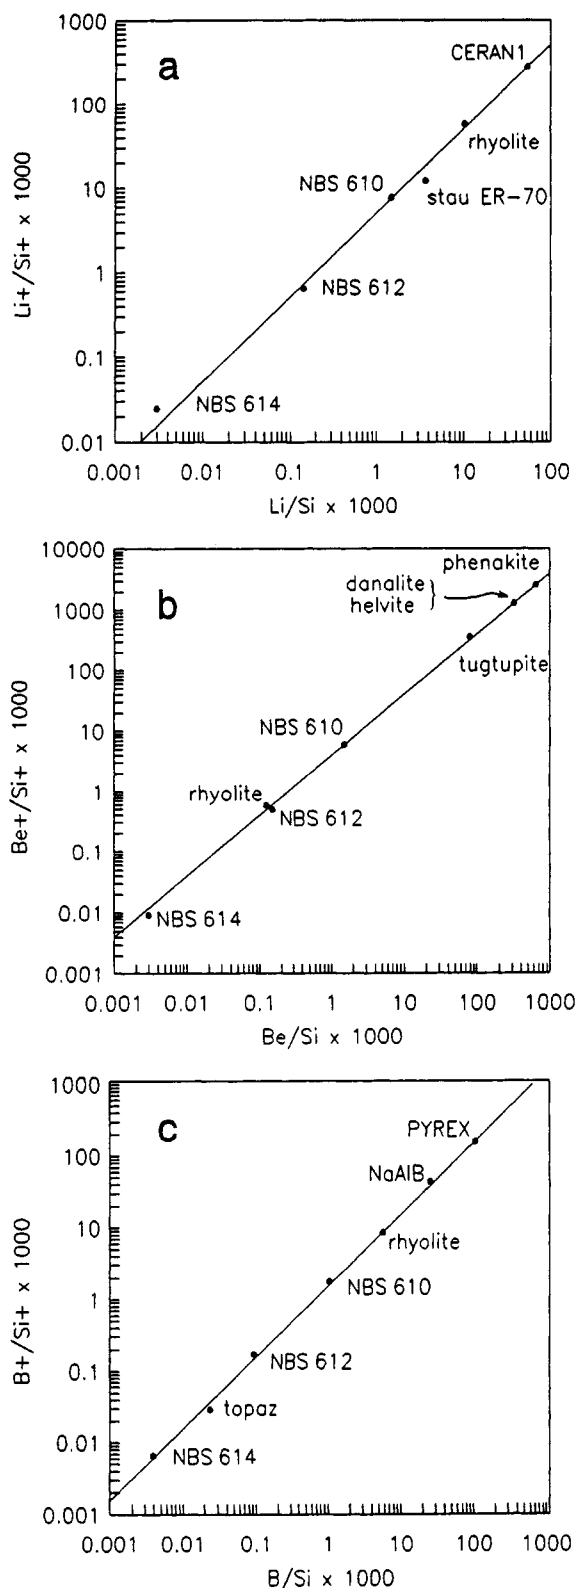 a
1000
100
10
1
0.1
0.01
Li+/Si+ x 1000
CERAN1
rhyolite
NBS 610
stau ER-70
NBS 612
NBS 614
0.001 0.01 0.1 1 10 100
Li/Si x 1000
b
10000
1000
100
10
1
0.1
0.01
0.001
Be+/Si+ x 1000
phenakite
danalite
helvite
tugtupite
NBS 610
rhyolite
NBS 612
NBS 614
0.001 0.01 0.1 1 10 100 1000
Be/Si x 1000
c
1000
100
10
1
0.1
0.01
0.001
B+/Si+ x 1000
PYREX
NaAlB
rhyolite
NBS 610
NBS 612
topaz
NBS 614
0.001 0.01 0.1 1 10 100 1000
B/Si x 1000